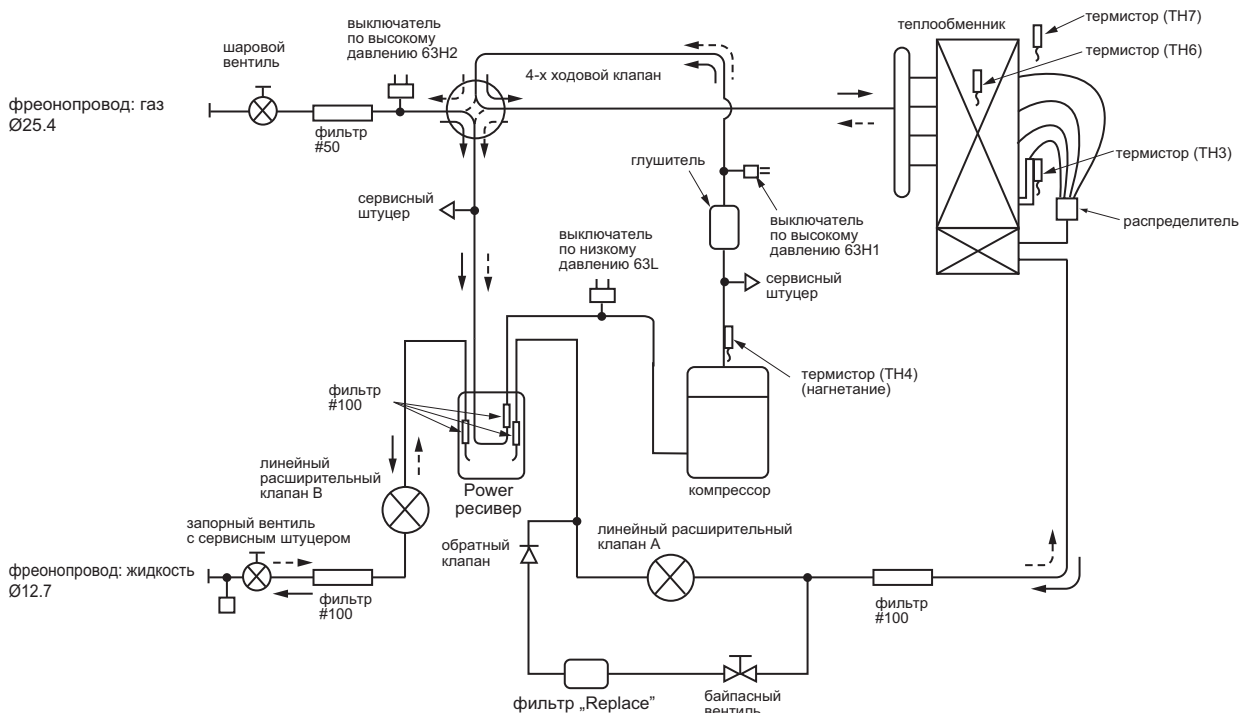 выключатель
по высокому
давлению 63H2
шаровой
вентиль
4-х ходовой клапан
теплообменник
термистор (TH7)
термистор (TH6)
фреонопровод: газ
Ø25.4
фильтр
#50
глушитель
термистор (TH3)
сервисный
штуцер
выключатель
по низкому
давлению 63L
выключатель
по высокому
давлению 63H1
распределитель
сервисный
штуцер
термистор (TH4)
(нагнетание)
фильтр
#100
линейный
расширительный
клапан B
Power
ресивер
компрессор
запорный вентиль
с сервисным штуцером
обратный
клапан
линейный расширительный
клапан A
фреонопровод: жидкость
Ø12.7
фильтр
#100
фильтр
#100
фильтр „Replace”
байпасный
вентиль